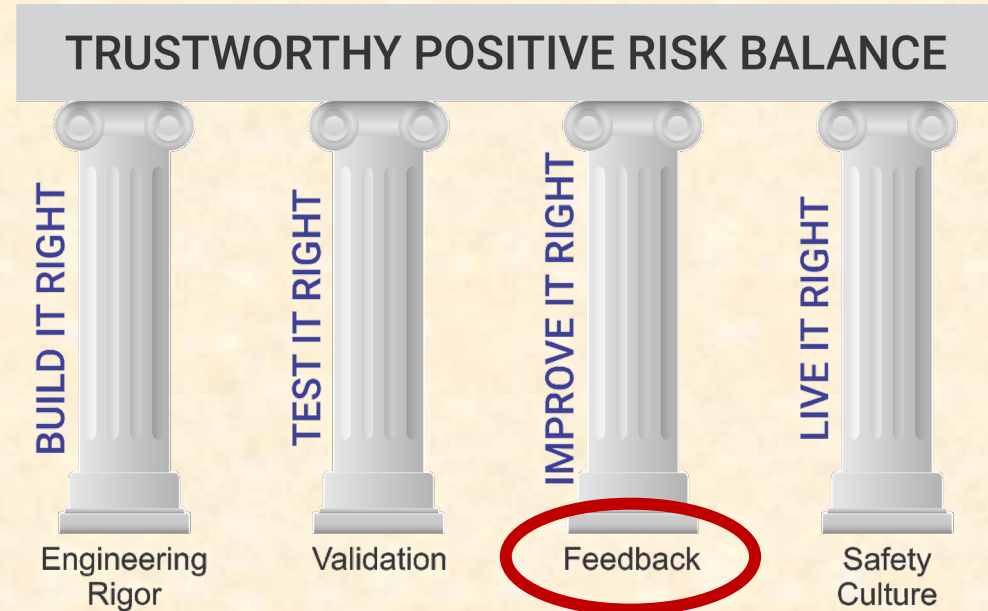 TRUSTWORTHY POSITIVE RISK BALANCE
BUILD IT RIGHT
TEST IT RIGHT
IMPROVE IT RIGHT
LIVE IT RIGHT
Engineering
Rigor
Validation
Feedback
Safety
Culture